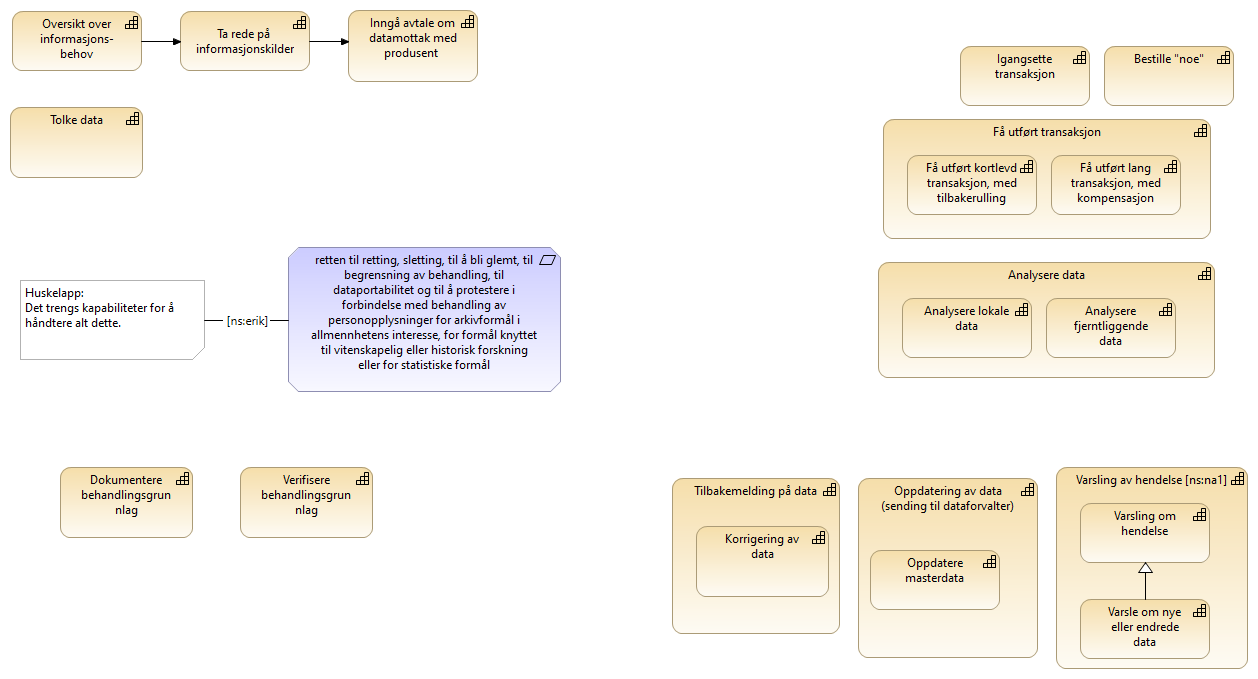 Oversikt over
informasjons-
behov
Ta rede på
informasjonskilder
Inngå avtale om
datamottak med
produsent
Igangsette
transaksjon
Bestille "noe"
Tolke data
Få utført transaksjon
Få utført kortlevd
transaksjon, med
tilbakerulling
Få utført lang
transaksjon, med
kompensasjon
Huskelapp:
Det trengs kapabiliteter for å
håndtere alt dette.
[ns:erik]
retten til retting, sletting, til å bli glemt, til
begrensning av behandling, til
dataportabilitet og til å protestere i
forbindelse med behandling av
personopplysninger for arkivformål i
allmennhetens interesse, for formål knyttet
til vitenskapelig eller historisk forskning
eller for statistiske formål
Analysere data
Analysere lokale
data
Analysere
fjerntliggende
data
Dokumentere
behandlingsgrun
nlag
Verifisere
behandlingsgrun
nlag
Tilbakemelding på data
Korrigering av
data
Oppdatering av data
(sending til dataforvalter)
Oppdatere
masterdata
Varsling av hendelse [ns:na1]
Varsling om
hendelse
Varsle om nye
eller endrede
data